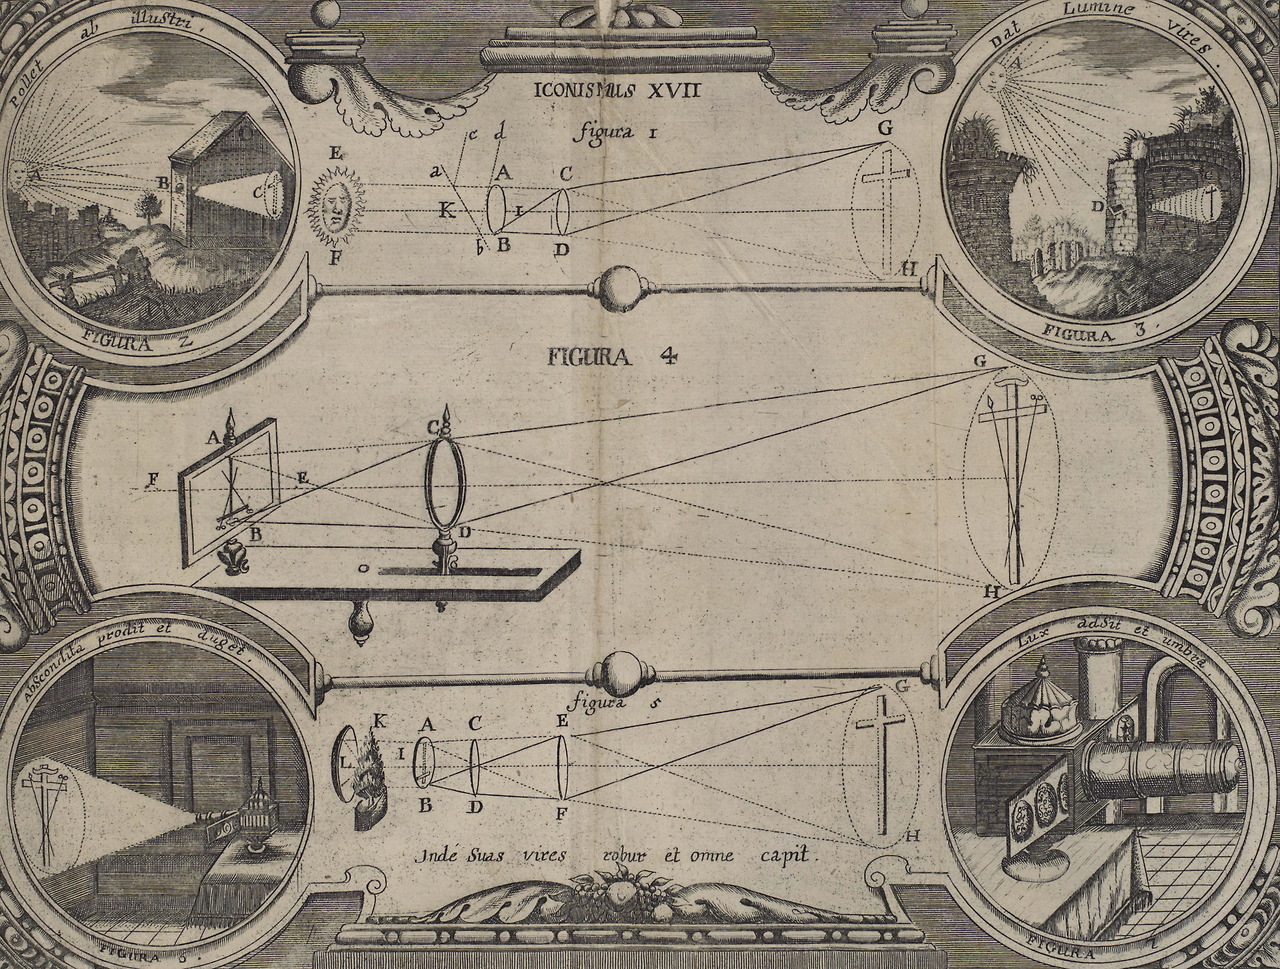 Pollet ab illustri.
A
B
C
FIGURA 2
ICONISMUS XVII
figura 1
E
F
c d
a
A
K
I
b B
C
D
G
H
Dat Lumine vires.
A
D
C
FIGURA 3.
FIGURA 4
F
A
B
E
C
D
O
G
H
Abscondita prodit et auget.
FIGURA 6.
figura 5
K
L
I
A
B
C
D
E
F
G
H
Indé Suas vires robur et omne capit.
Lux adsit et umbra
FIGURA 7